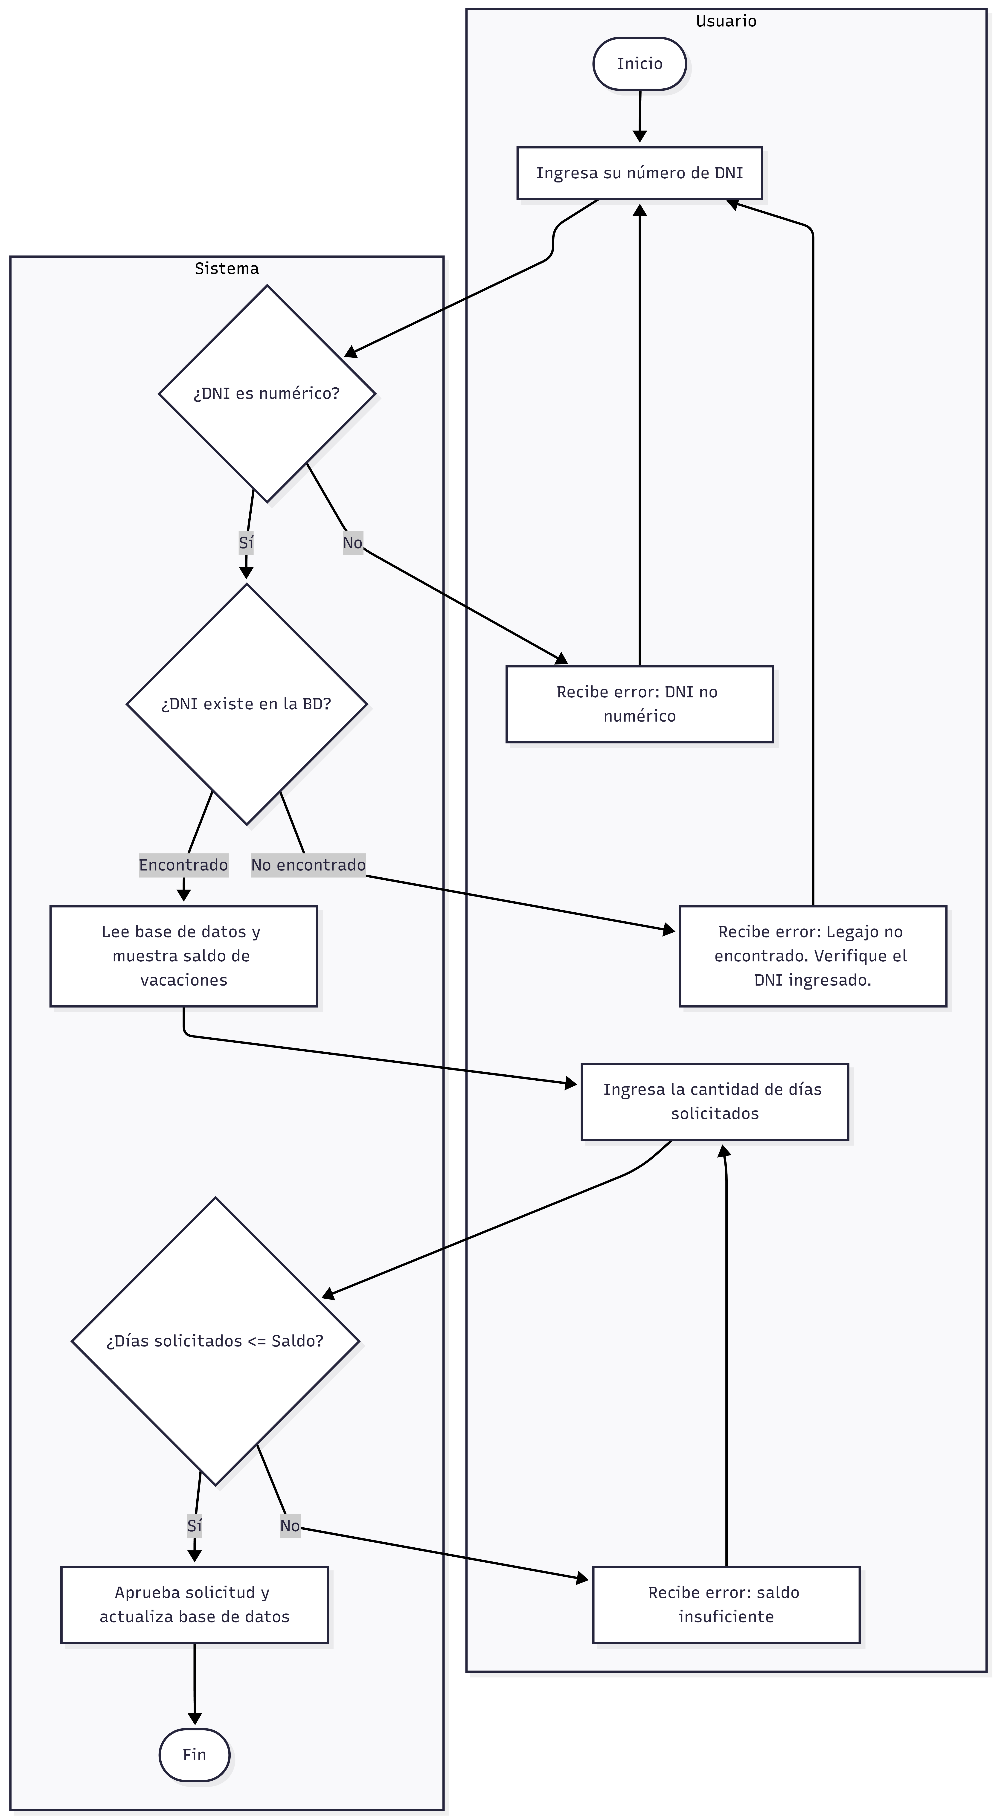 Usuario
Inicio
Ingresa su número de DNI
Sistema
¿DNI es numérico?
Sí
No
Recibe error: DNI no
numérico
¿DNI existe en la BD?
Encontrado
No encontrado
Lee base de datos y
muestra saldo de
vacaciones
Recibe error: Legajo no
encontrado. Verifique el
DNI ingresado.
Ingresa la cantidad de días
solicitados
¿Días solicitados <= Saldo?
Sí
No
Aprueba solicitud y
actualiza base de datos
Recibe error: saldo
insuficiente
Fin